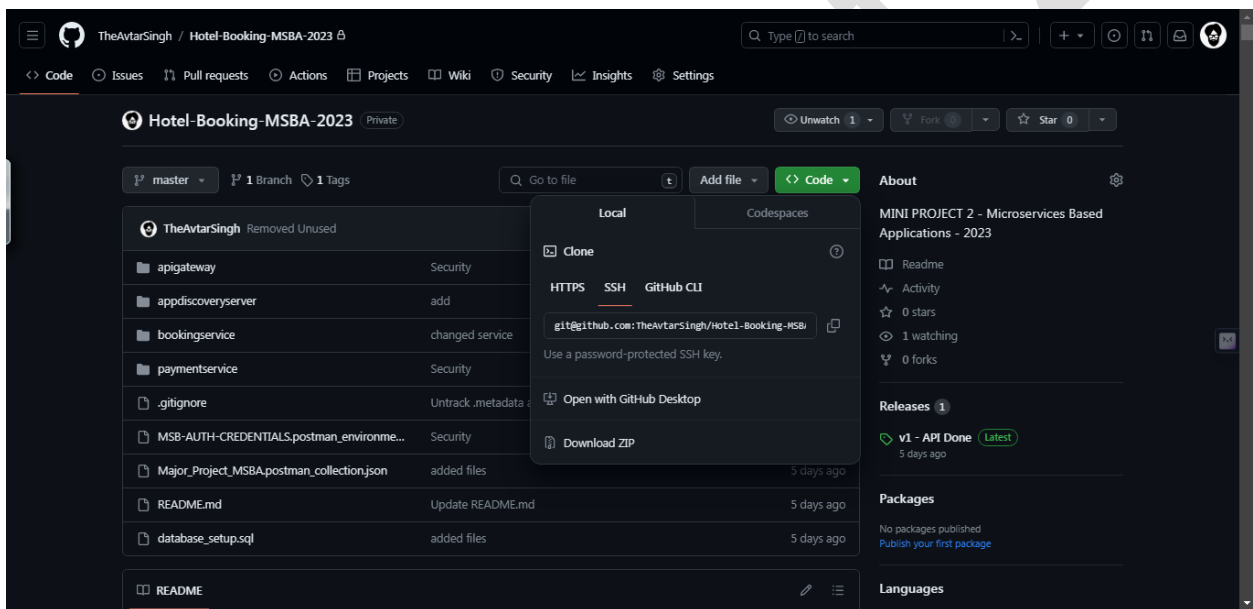 TheAvtarSingh / Hotel-Booking-MSBA-2023
Type / to search
Code Issues Pull requests Actions Projects Wiki Security Insights Settings
Hotel-Booking-MSBA-2023 Private
Unwatch 1 Fork 0 Star 0
master 1 Branch 1 Tags
Go to file t Add file Code
TheAvtarSingh Removed Unused
apigateway Security
appdiscoveryserver add
bookingservice changed service
paymentservice Security
.gitignore Untrack .metadata
MSB-AUTH-CREDENTIALS.postman_environme... Security
Major_Project_MSBA.postman_collection.json added files 5 days ago
README.md Update README.md 5 days ago
database_setup.sql added files 5 days ago
README
Local Codespaces
Clone
HTTPS SSH GitHub CLI
git@github.com:TheAvtarSingh/Hotel-Booking-MSB
Use a password-protected SSH key.
Open with GitHub Desktop
Download ZIP
About
MINI PROJECT 2 - Microservices Based
Applications - 2023
Readme
Activity
0 stars
1 watching
0 forks
Releases 1
v1 - API Done Latest
5 days ago
Packages
No packages published
Publish your first package
Languages